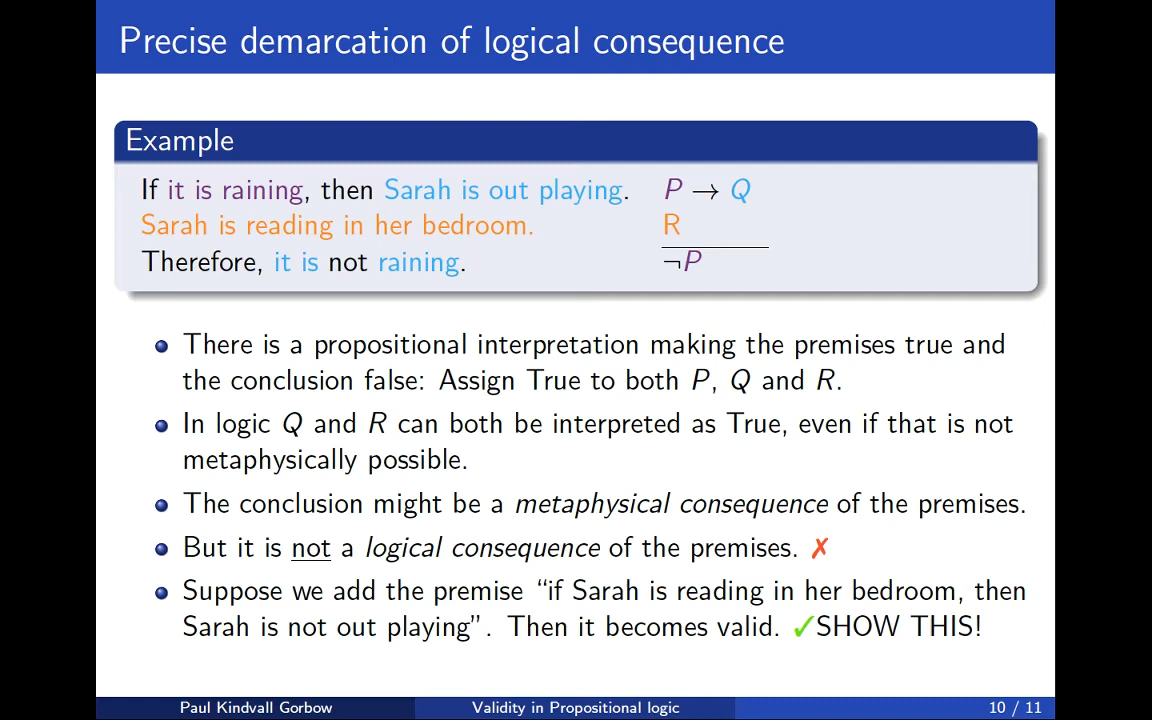 Precise demarcation of logical consequence
Example
If it is raining, then Sarah is out playing. P → Q
Sarah is reading in her bedroom. R
Therefore, it is not raining. ¬P
There is a propositional interpretation making the premises true and
the conclusion false: Assign True to both P, Q and R.
In logic Q and R can both be interpreted as True, even if that is not
metaphysically possible.
The conclusion might be a metaphysical consequence of the premises.
But it is not a logical consequence of the premises. ✗
Suppose we add the premise “if Sarah is reading in her bedroom, then
Sarah is not out playing”. Then it becomes valid. ✓SHOW THIS!
Paul Kindvall Gorbow Validity in Propositional logic 10 / 11